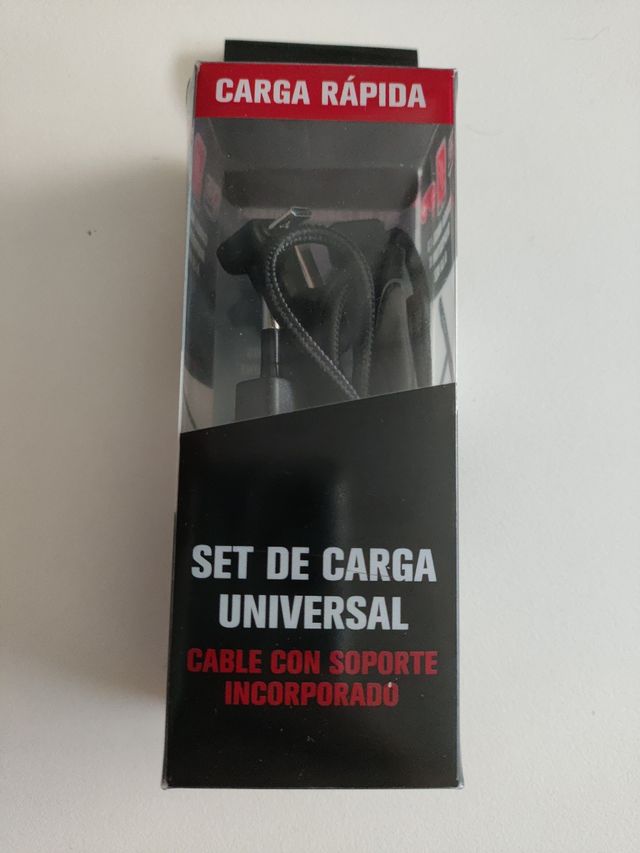 CARGA RÁPIDA
SET DE CARGA
UNIVERSAL
CABLE CON SOPORTE
INCORPORADO